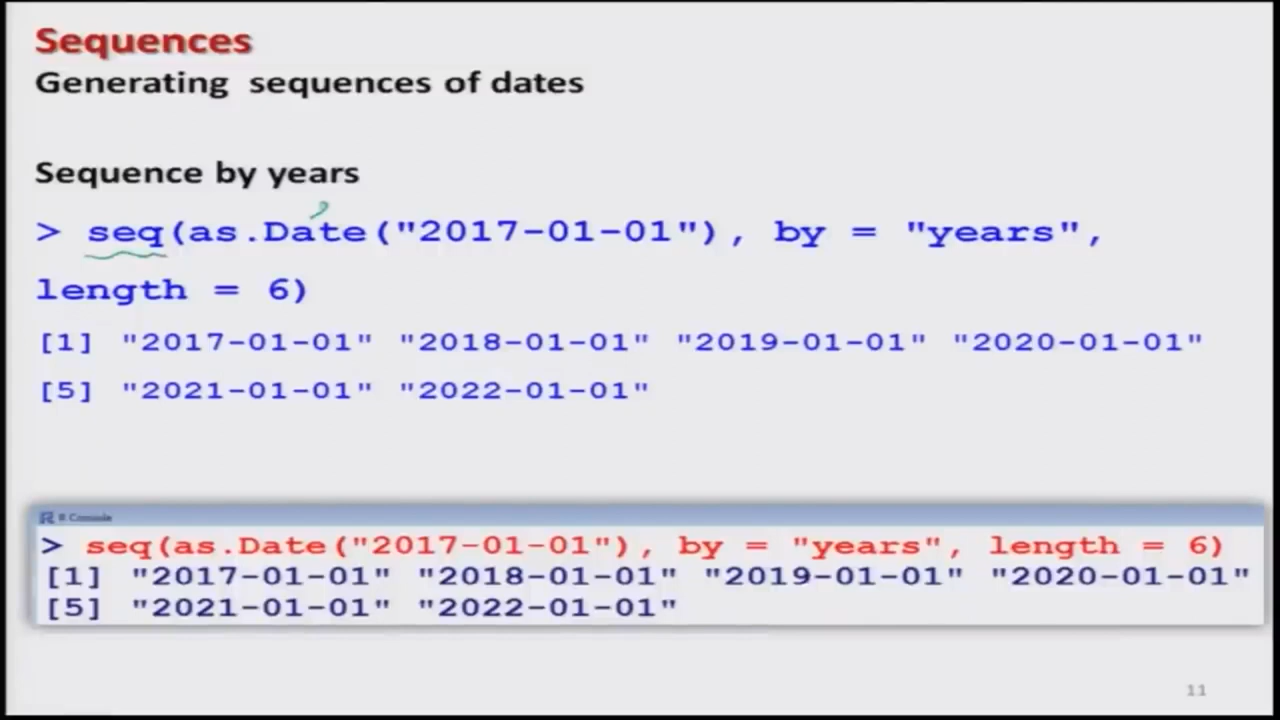 Sequences
Generating sequences of dates
Sequence by years
> seq(as.Date("2017-01-01"), by = "years",
length = 6)
[1] "2017-01-01" "2018-01-01" "2019-01-01" "2020-01-01"
[5] "2021-01-01" "2022-01-01"
R Console
> seq(as.Date("2017-01-01"), by = "years", length = 6)
[1] "2017-01-01" "2018-01-01" "2019-01-01" "2020-01-01"
[5] "2021-01-01" "2022-01-01"
11